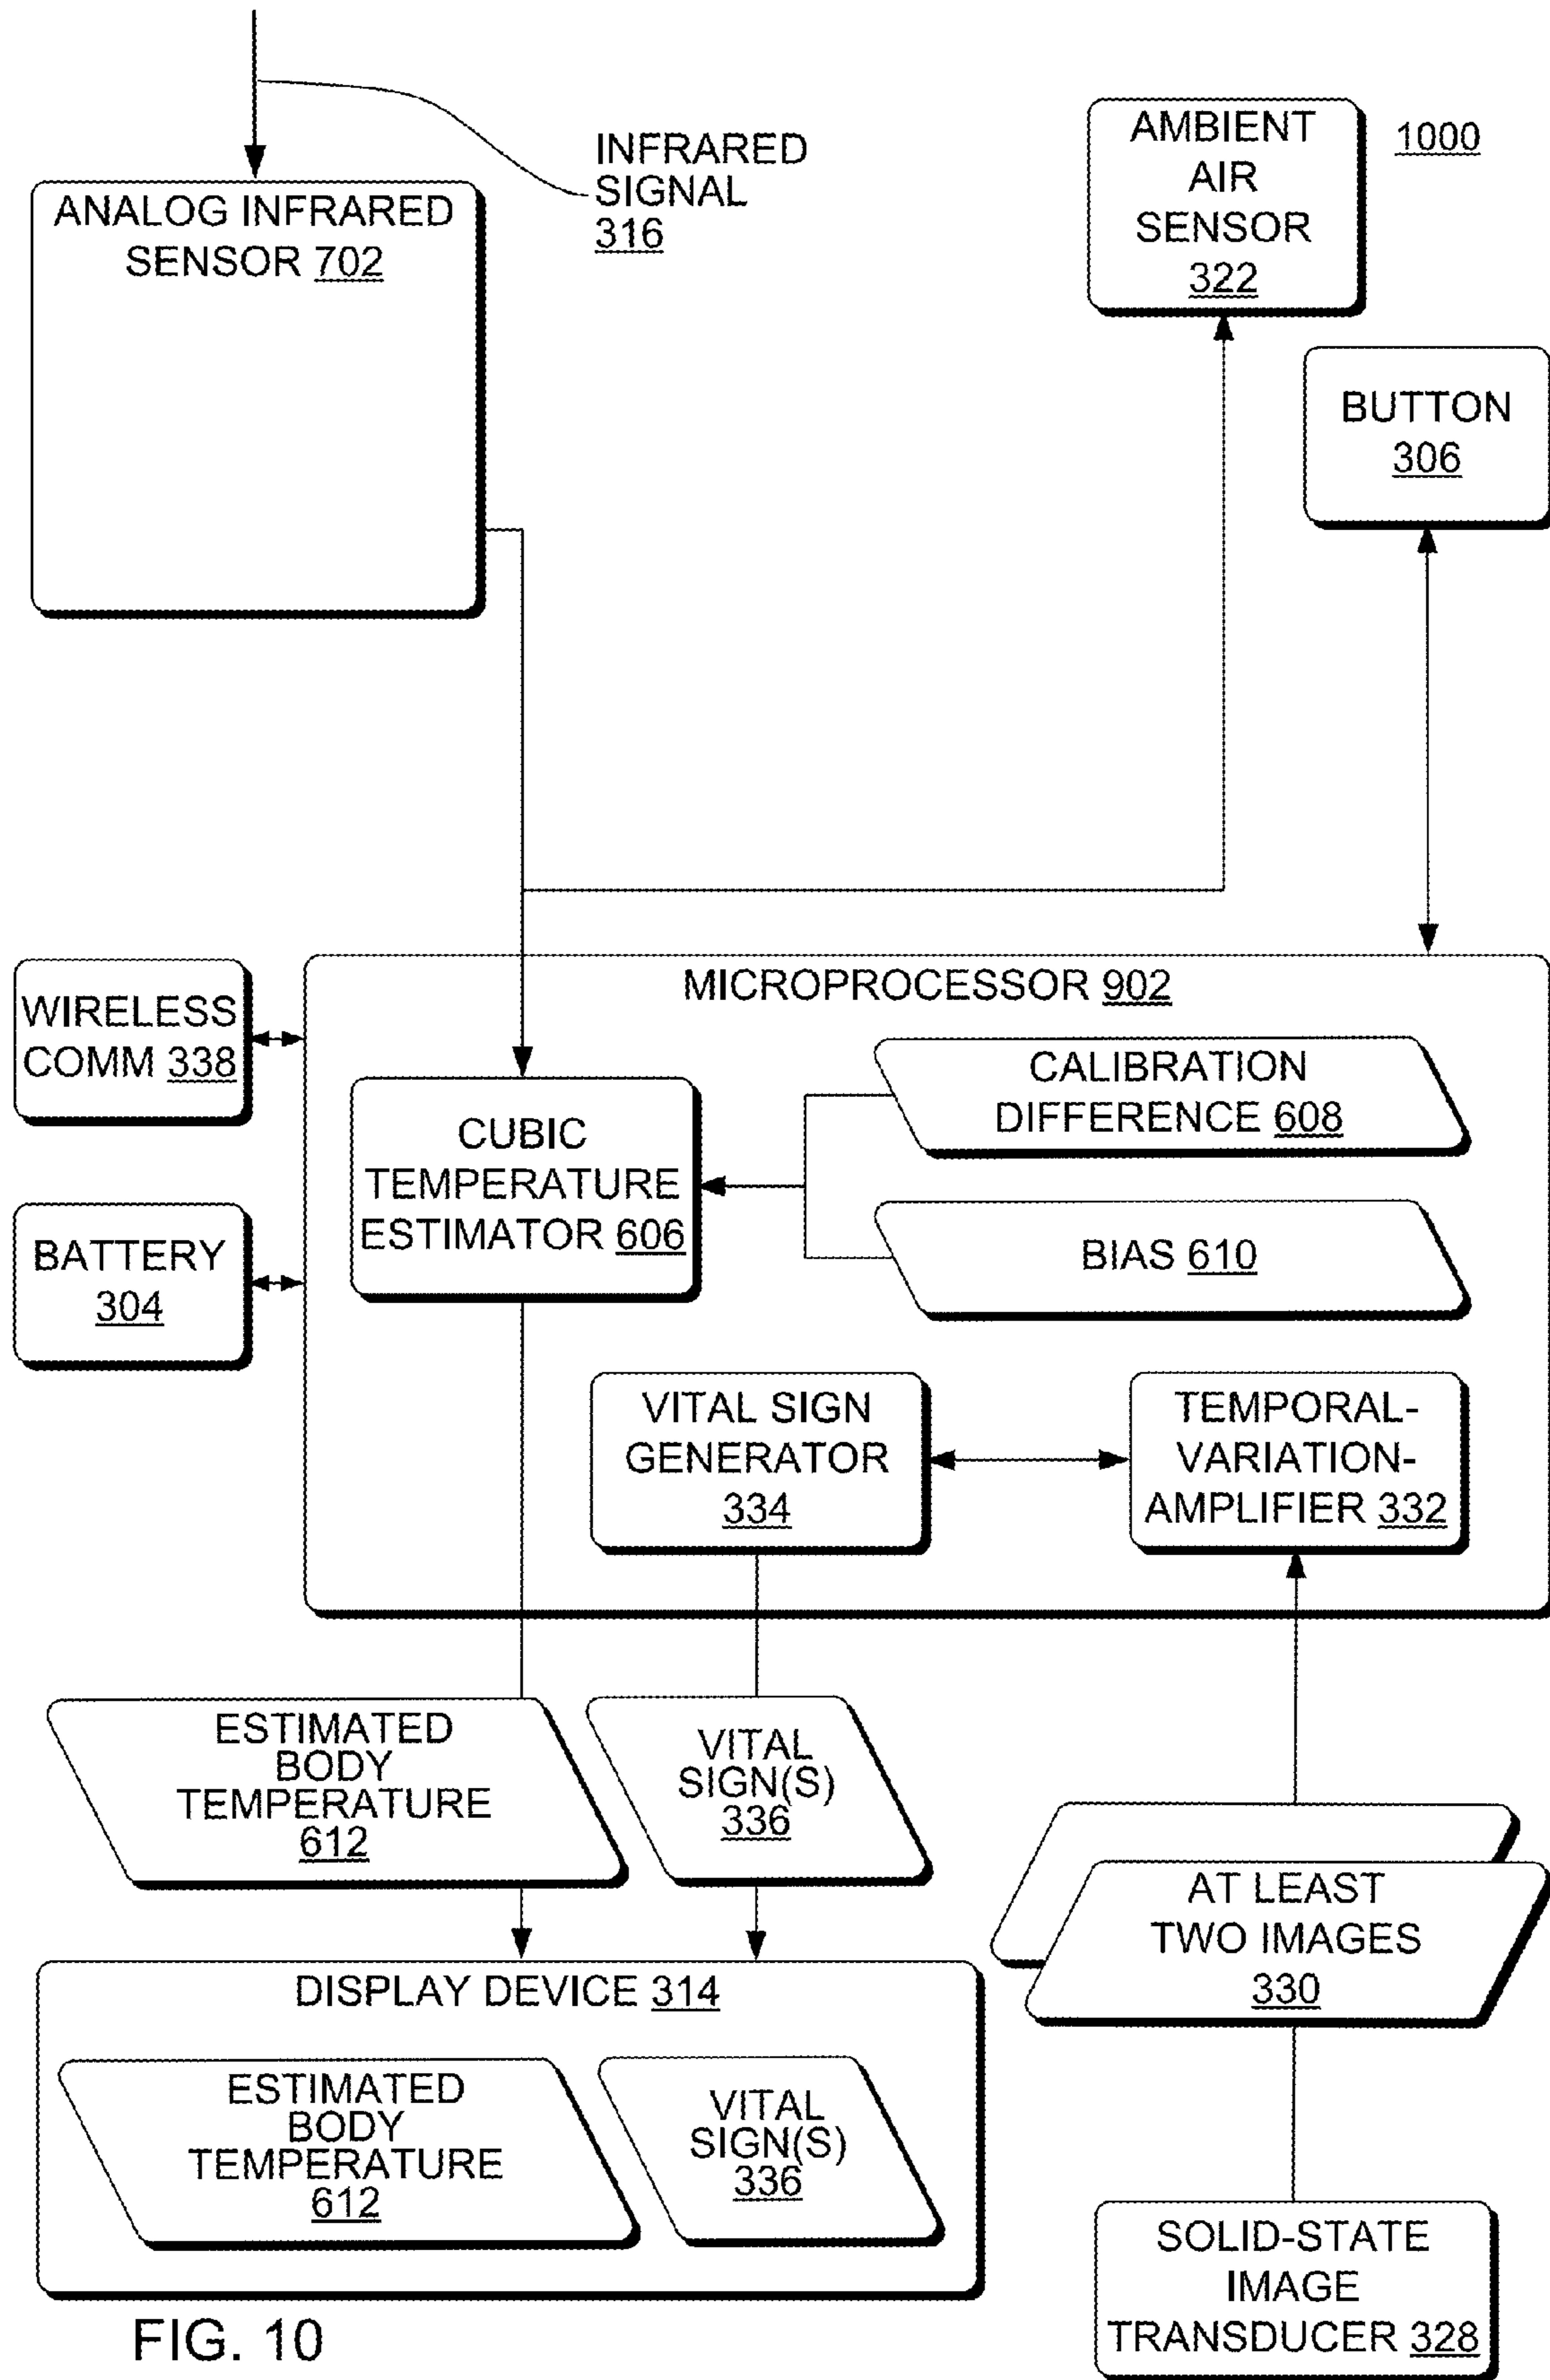 INFRARED
SIGNAL
316
ANALOG INFRARED
SENSOR 702
AMBIENT
AIR
SENSOR
322
1000
BUTTON
306
WIRELESS
COMM 338
BATTERY
304
MICROPROCESSOR 902
CUBIC
TEMPERATURE
ESTIMATOR 606
CALIBRATION
DIFFERENCE 608
BIAS 610
VITAL SIGN
GENERATOR
334
TEMPORAL-
VARIATION-
AMPLIFIER 332
ESTIMATED
BODY
TEMPERATURE
612
VITAL
SIGN(S)
336
AT LEAST
TWO IMAGES
330
DISPLAY DEVICE 314
ESTIMATED
BODY
TEMPERATURE
612
VITAL
SIGN(S)
336
SOLID-STATE
IMAGE
TRANSDUCER 328
FIG. 10